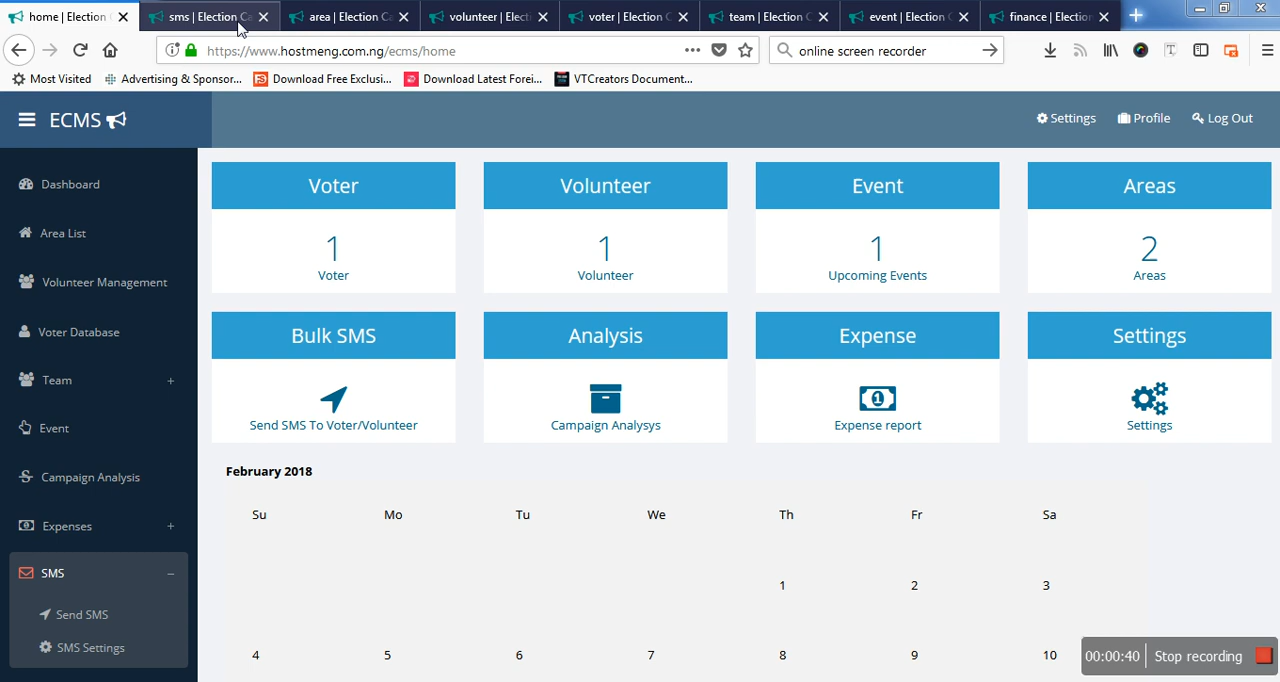 home | Election
sms | Election Ca
area | Election Ca
volunteer | Electi
voter | Election C
team | Election C
event | Election C
finance | Election
https://www.hostmeng.com.ng/ecms/home
online screen recorder
Most Visited
Advertising & Sponsor...
Download Free Exclusi...
Download Latest Forei...
VTCreators Document...
ECMS
Settings
Profile
Log Out
Dashboard
Area List
Volunteer Management
Voter Database
Team +
Event
Campaign Analysis
Expenses +
SMS −
Send SMS
SMS Settings
Voter
1
Voter
Volunteer
1
Volunteer
Event
1
Upcoming Events
Areas
2
Areas
Bulk SMS
Send SMS To Voter/Volunteer
Analysis
Campaign Analysys
Expense
Expense report
Settings
Settings
February 2018
Su Mo Tu We Th Fr Sa
1 2 3
4 5 6 7 8 9 10
00:00:40 Stop recording